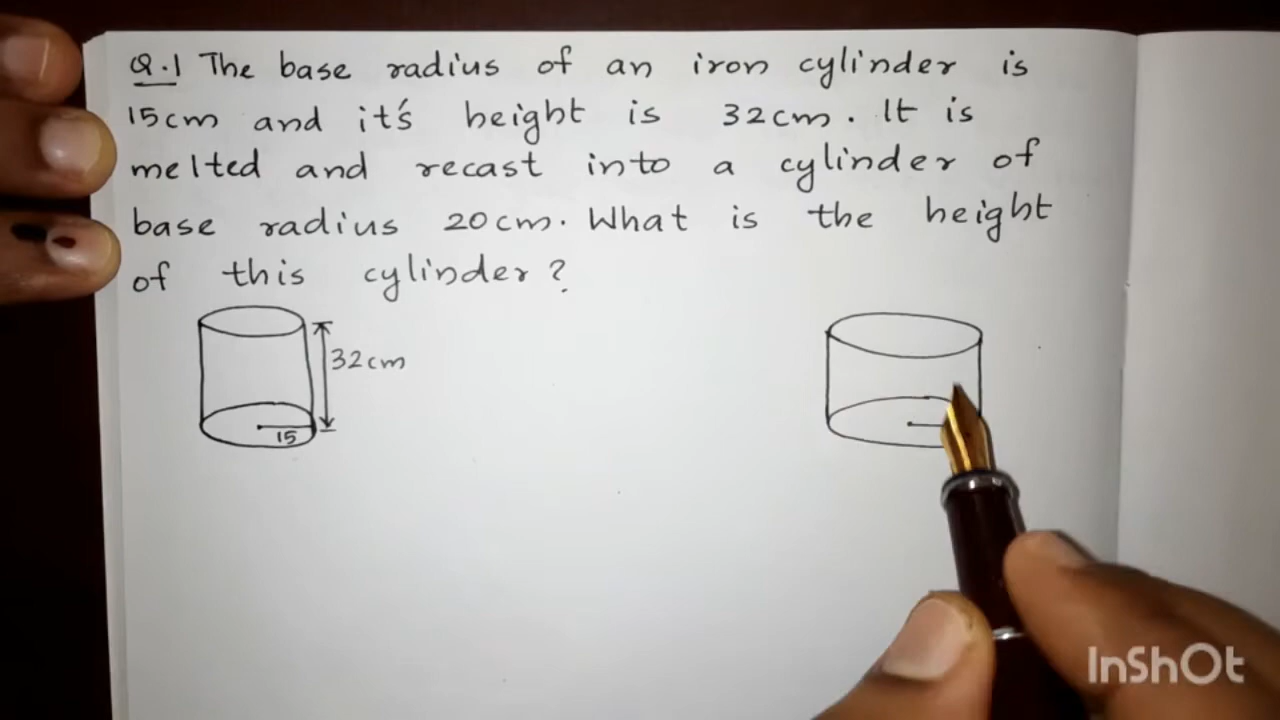 Q.1 The base radius of an iron cylinder is
15cm and it's height is 32cm. It is
melted and recast into a cylinder of
base radius 20cm. What is the height
of this cylinder?
32cm
15
InShOt